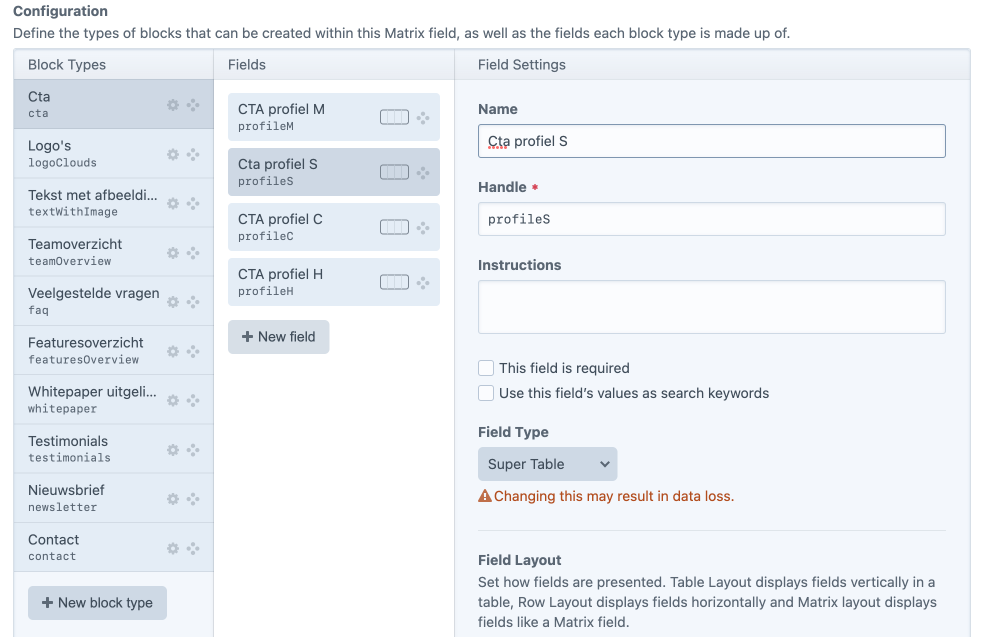 Configuration
Define the types of blocks that can be created within this Matrix field, as well as the fields each block type is made up of.
Block Types
Cta
cta
Logo's
logoClouds
Tekst met afbeeldi...
textWithImage
Teamoverzicht
teamOverview
Veelgestelde vragen
faq
Featuresoverzicht
featuresOverview
Whitepaper uitgeli...
whitepaper
Testimonials
testimonials
Nieuwsbrief
newsletter
Contact
contact
+ New block type
Fields
CTA profiel M
profileM
Cta profiel S
profileS
CTA profiel C
profileC
CTA profiel H
profileH
+ New field
Field Settings
Name
Cta profiel S
Handle *
profileS
Instructions
This field is required
Use this field's values as search keywords
Field Type
Super Table
Changing this may result in data loss.
Field Layout
Set how fields are presented. Table Layout displays fields vertically in a
table, Row Layout displays fields horizontally and Matrix layout displays
fields like a Matrix field.